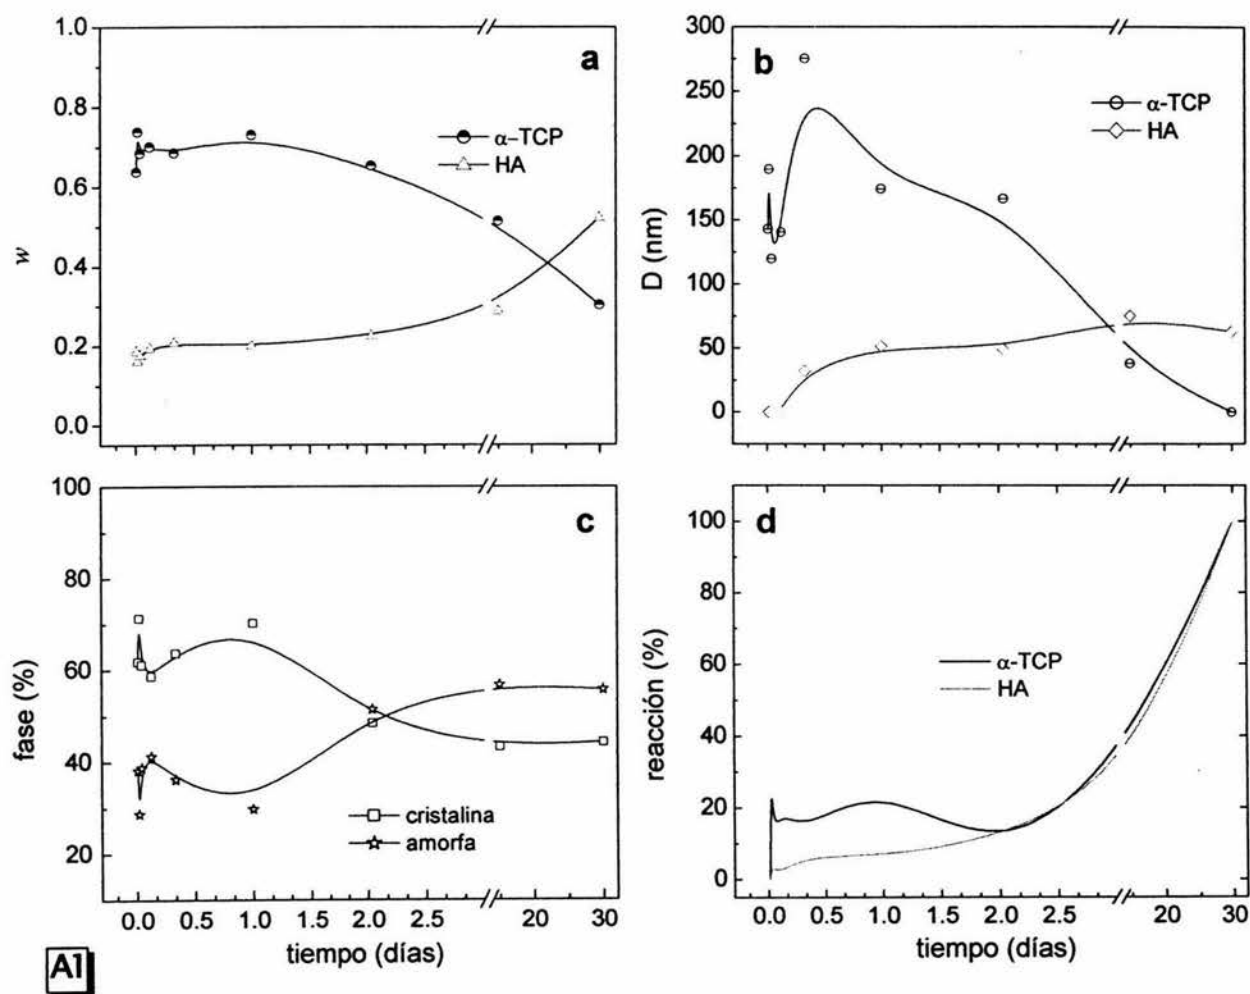 1.0
0.8
0.6
0.4
0.2
0.0
w
a
α-TCP
HA
300
250
200
150
100
50
0
D (nm)
b
α-TCP
HA
100
80
60
40
20
fase (%)
c
cristalina
amorfa
0.0 0.5 1.0 1.5 2.0 2.5 20 30
tiempo (días)
100
80
60
40
20
0
reacción (%)
d
α-TCP
HA
0.0 0.5 1.0 1.5 2.0 2.5 20 30
tiempo (días)
A1